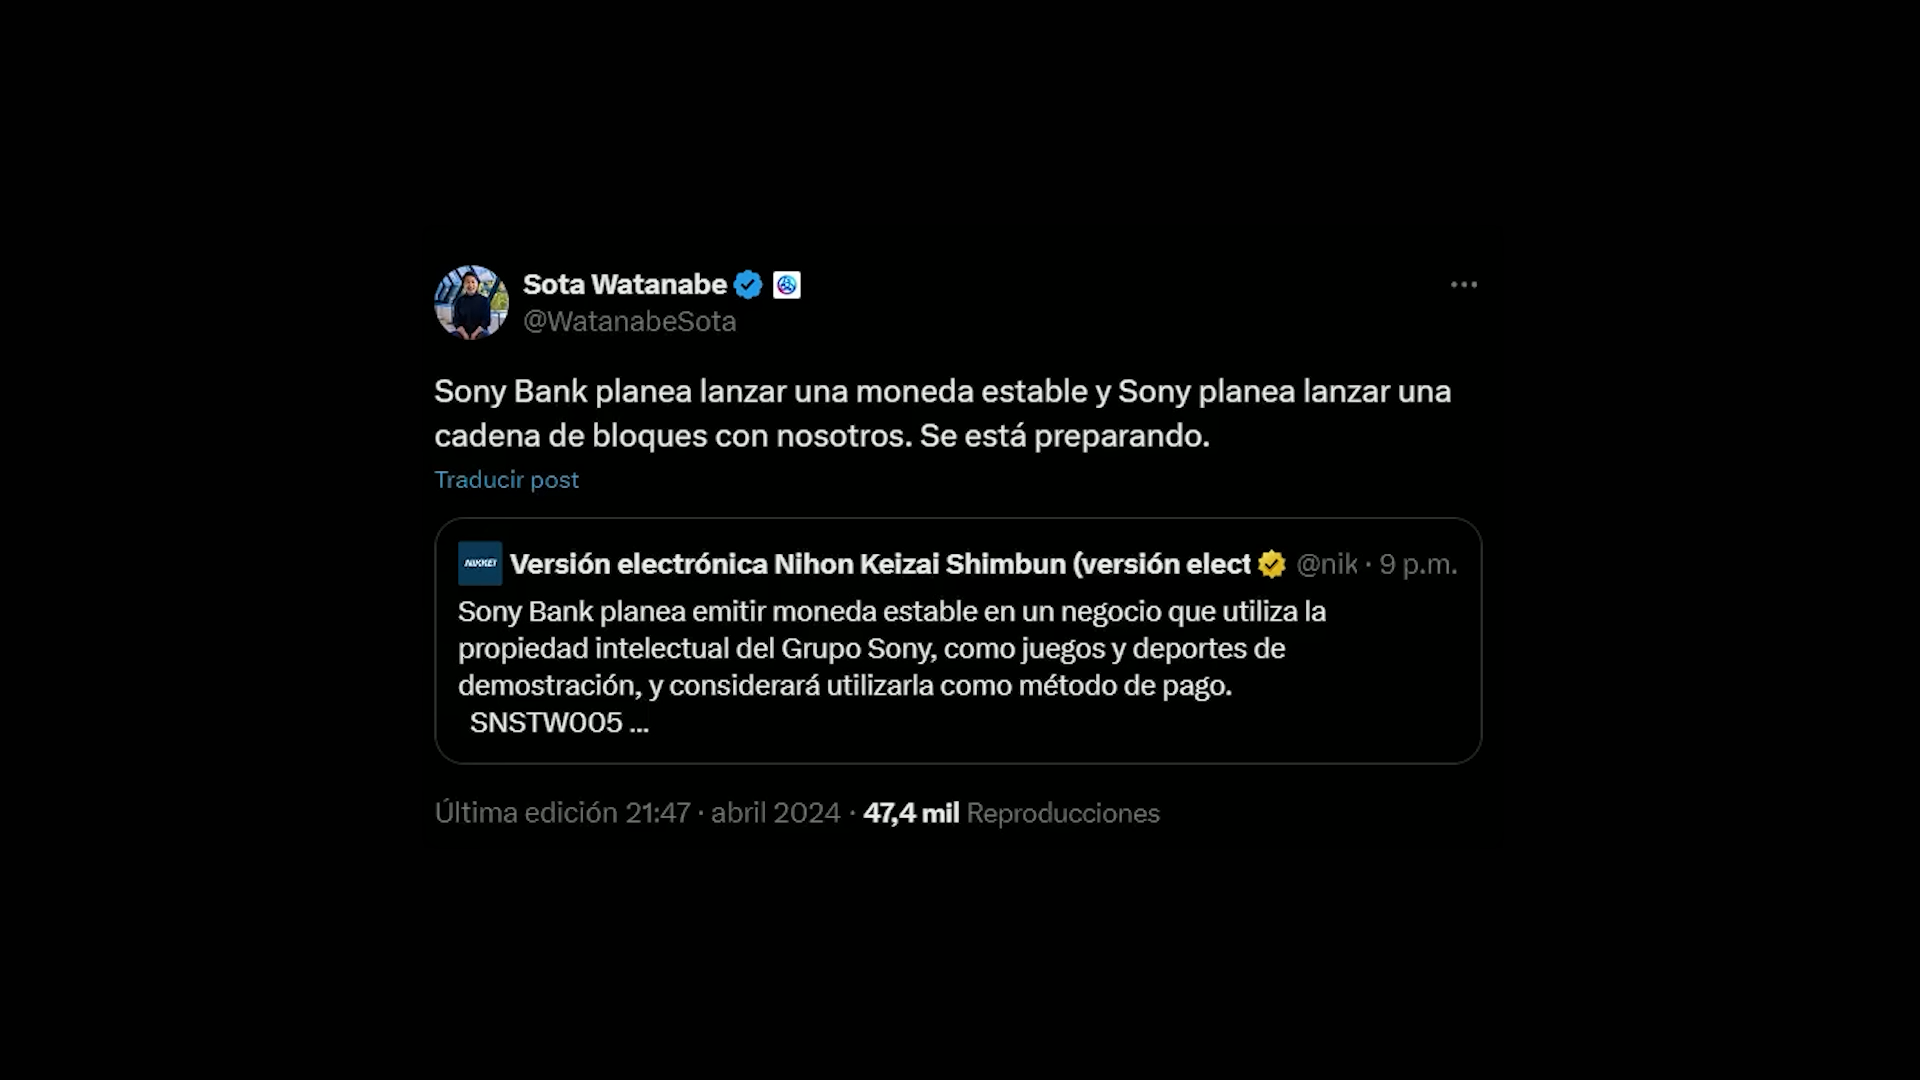 Sota Watanabe
@WatanabeSota
Sony Bank planea lanzar una moneda estable y Sony planea lanzar una
cadena de bloques con nosotros. Se está preparando.
Traducir post
NIKKEI Versión electrónica Nihon Keizai Shimbun (versión elect @nik · 9 p.m.
Sony Bank planea emitir moneda estable en un negocio que utiliza la
propiedad intelectual del Grupo Sony, como juegos y deportes de
demostración, y considerará utilizarla como método de pago.
SNSTW005 ...
Última edición 21:47 · abril 2024 · 47,4 mil Reproducciones